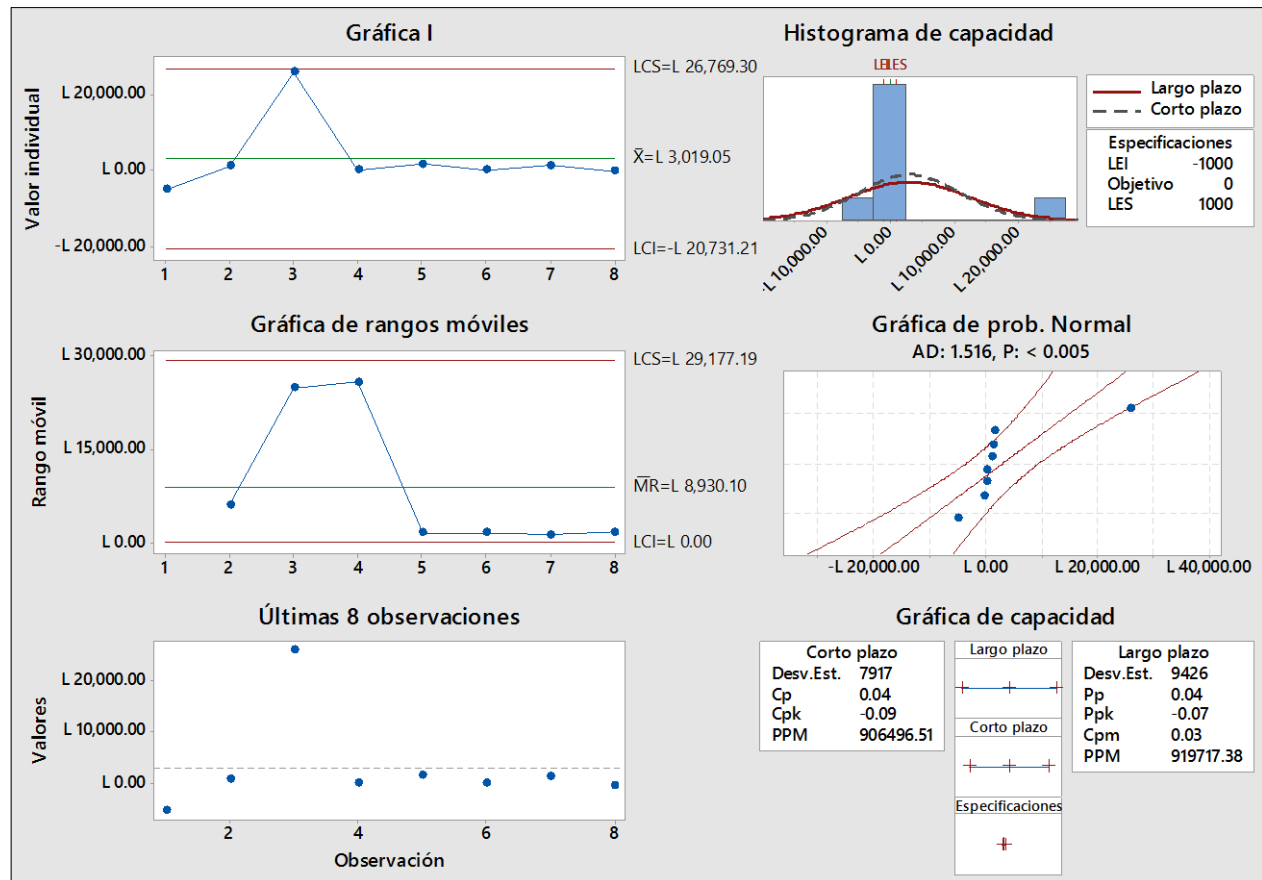 Gráfica I
Valor individual
L 20,000.00
L 0.00
-L 20,000.00
1 2 3 4 5 6 7 8
LCS=L 26,769.30
X̄=L 3,019.05
LCI=-L 20,731.21
Histograma de capacidad
LES
-L 10,000.00 L 0.00 L 10,000.00 L 20,000.00
Largo plazo
Corto plazo
Especificaciones
LEI -1000
Objetivo 0
LES 1000
Gráfica de rangos móviles
Rango móvil
L 30,000.00
L 15,000.00
L 0.00
1 2 3 4 5 6 7 8
LCS=L 29,177.19
M̅R̅=L 8,930.10
LCI=L 0.00
Gráfica de prob. Normal
AD: 1.516, P: < 0.005
-L 20,000.00 L 0.00 L 20,000.00 L 40,000.00
Últimas 8 observaciones
Valores
L 20,000.00
L 10,000.00
L 0.00
2 4 6 8
Observación
Gráfica de capacidad
Corto plazo
Desv.Est. 7917
Cp 0.04
Cpk -0.09
PPM 906496.51
Largo plazo
Corto plazo
Especificaciones
Largo plazo
Desv.Est. 9426
Pp 0.04
Ppk -0.07
Cpm 0.03
PPM 919717.38